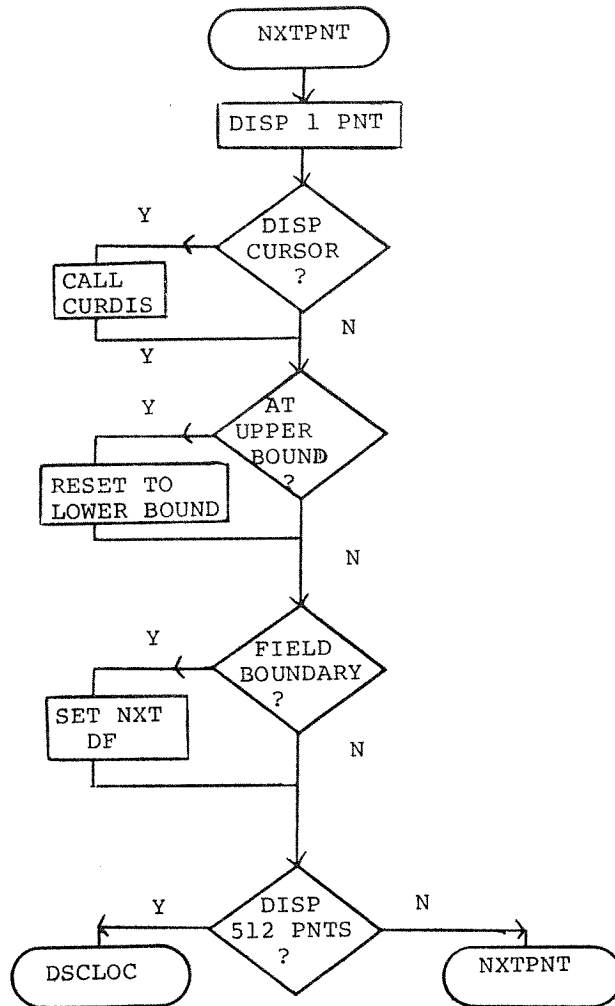 NXTPNT
DISP 1 PNT
Y
DISP
CURSOR
?
CALL
CURDIS
N
Y
Y
AT
UPPER
BOUND
?
RESET TO
LOWER BOUND
N
Y
FIELD
BOUNDARY
?
SET NXT
DF
N
Y
DISP
512 PNTS
?
N
DSCLOC
NXTPNT